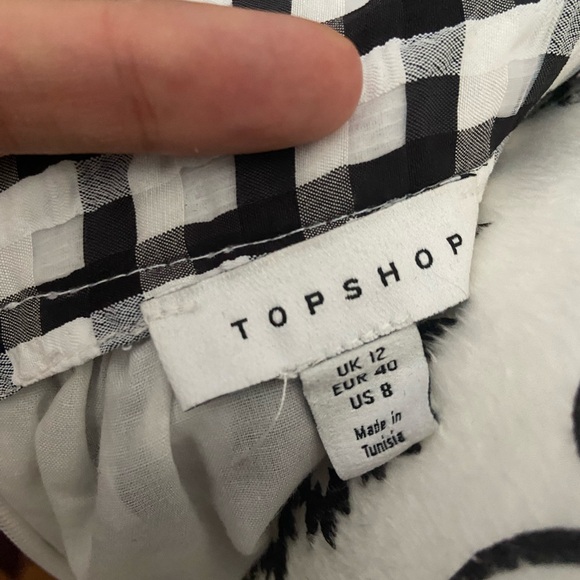 TOPSHOP
UK 12
EUR 40
US 8
Made in
Tunisia